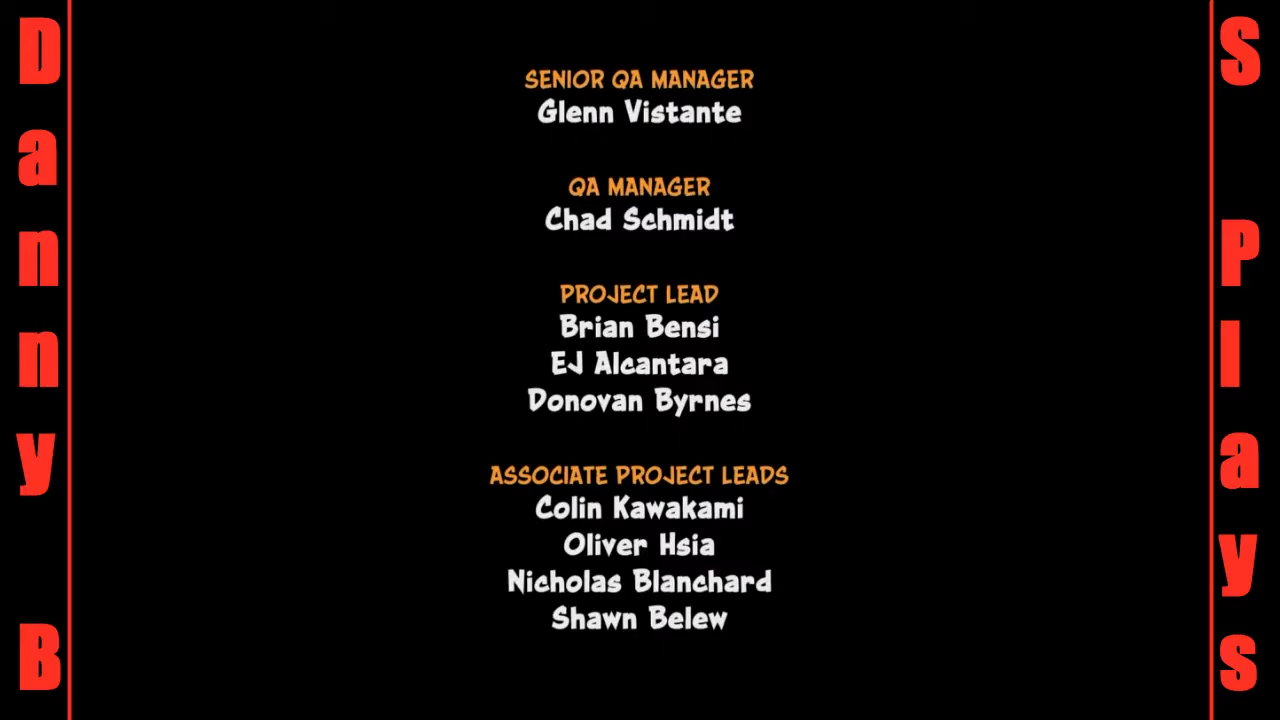 Danny B
SENIOR QA MANAGER
Glenn Vistante
QA MANAGER
Chad Schmidt
PROJECT LEAD
Brian Bensi
EJ Alcantara
Donovan Byrnes
ASSOCIATE PROJECT LEADS
Colin Kawakami
Oliver Hsia
Nicholas Blanchard
Shawn Belew
S Plays